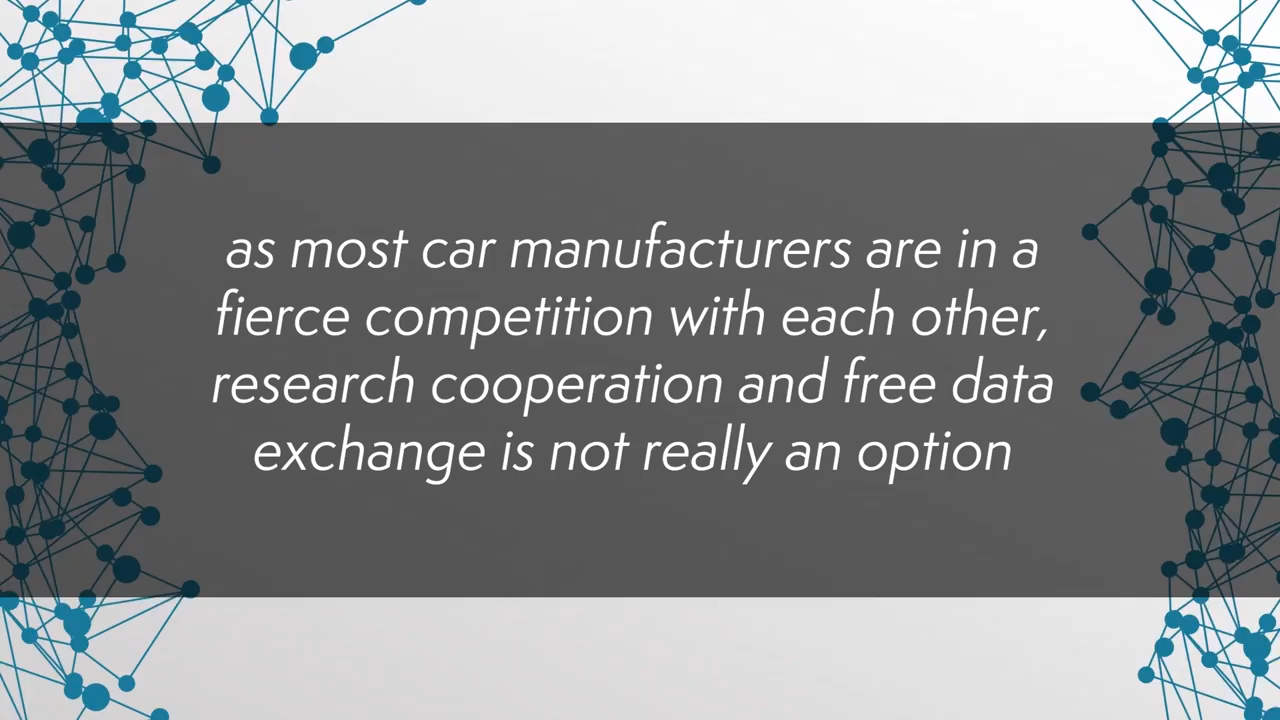 as most car manufacturers are in a
fierce competition with each other,
research cooperation and free data
exchange is not really an option